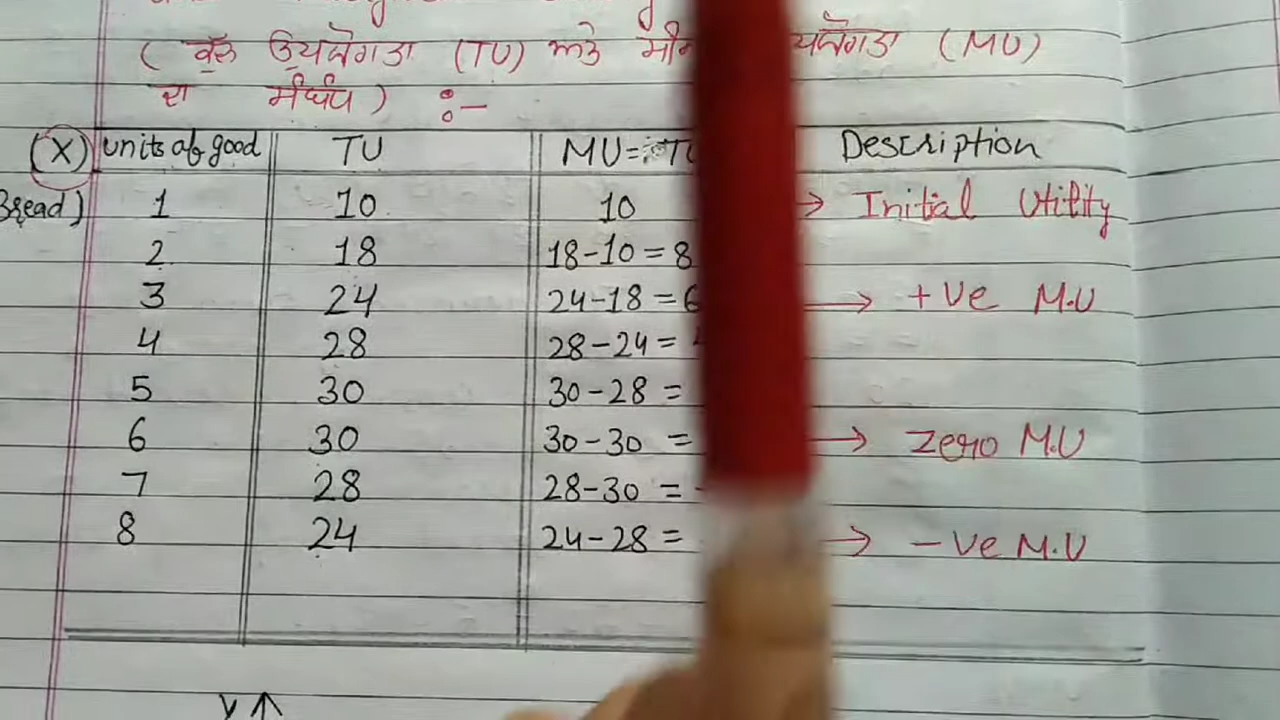 ( ਕੁੱਲ ਉਪਯੋਗਤਾ (TU) ਅਤੇ (MU)
ਦਾ ਸੰਬੰਧ ) :-
(X) Units of good TU MU= Description
Bread) 1 10 10 → Initial Utility
2 18 18-10=8
3 24 24-18=6 → +ve M.U
4 28 28-24=
5 30 30-28=
6 30 30-30= → Zero M.U
7 28 28-30=
8 24 24-28= → -ve M.U
Y